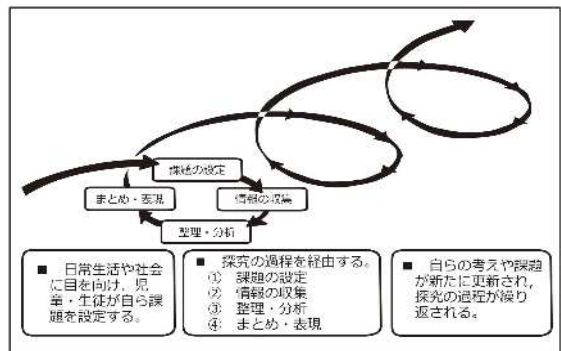 課題の設定
まとめ・表現
情報の収集
整理・分析
■ 日常生活や社会
に目を向け，児
童・生徒が自ら課
題を設定する。
■ 探究の過程を経由する。
① 課題の設定
② 情報の収集
③ 整理・分析
④ まとめ・表現
■ 自らの考えや課題
が新たに更新され，
探究の過程が繰り
返される。